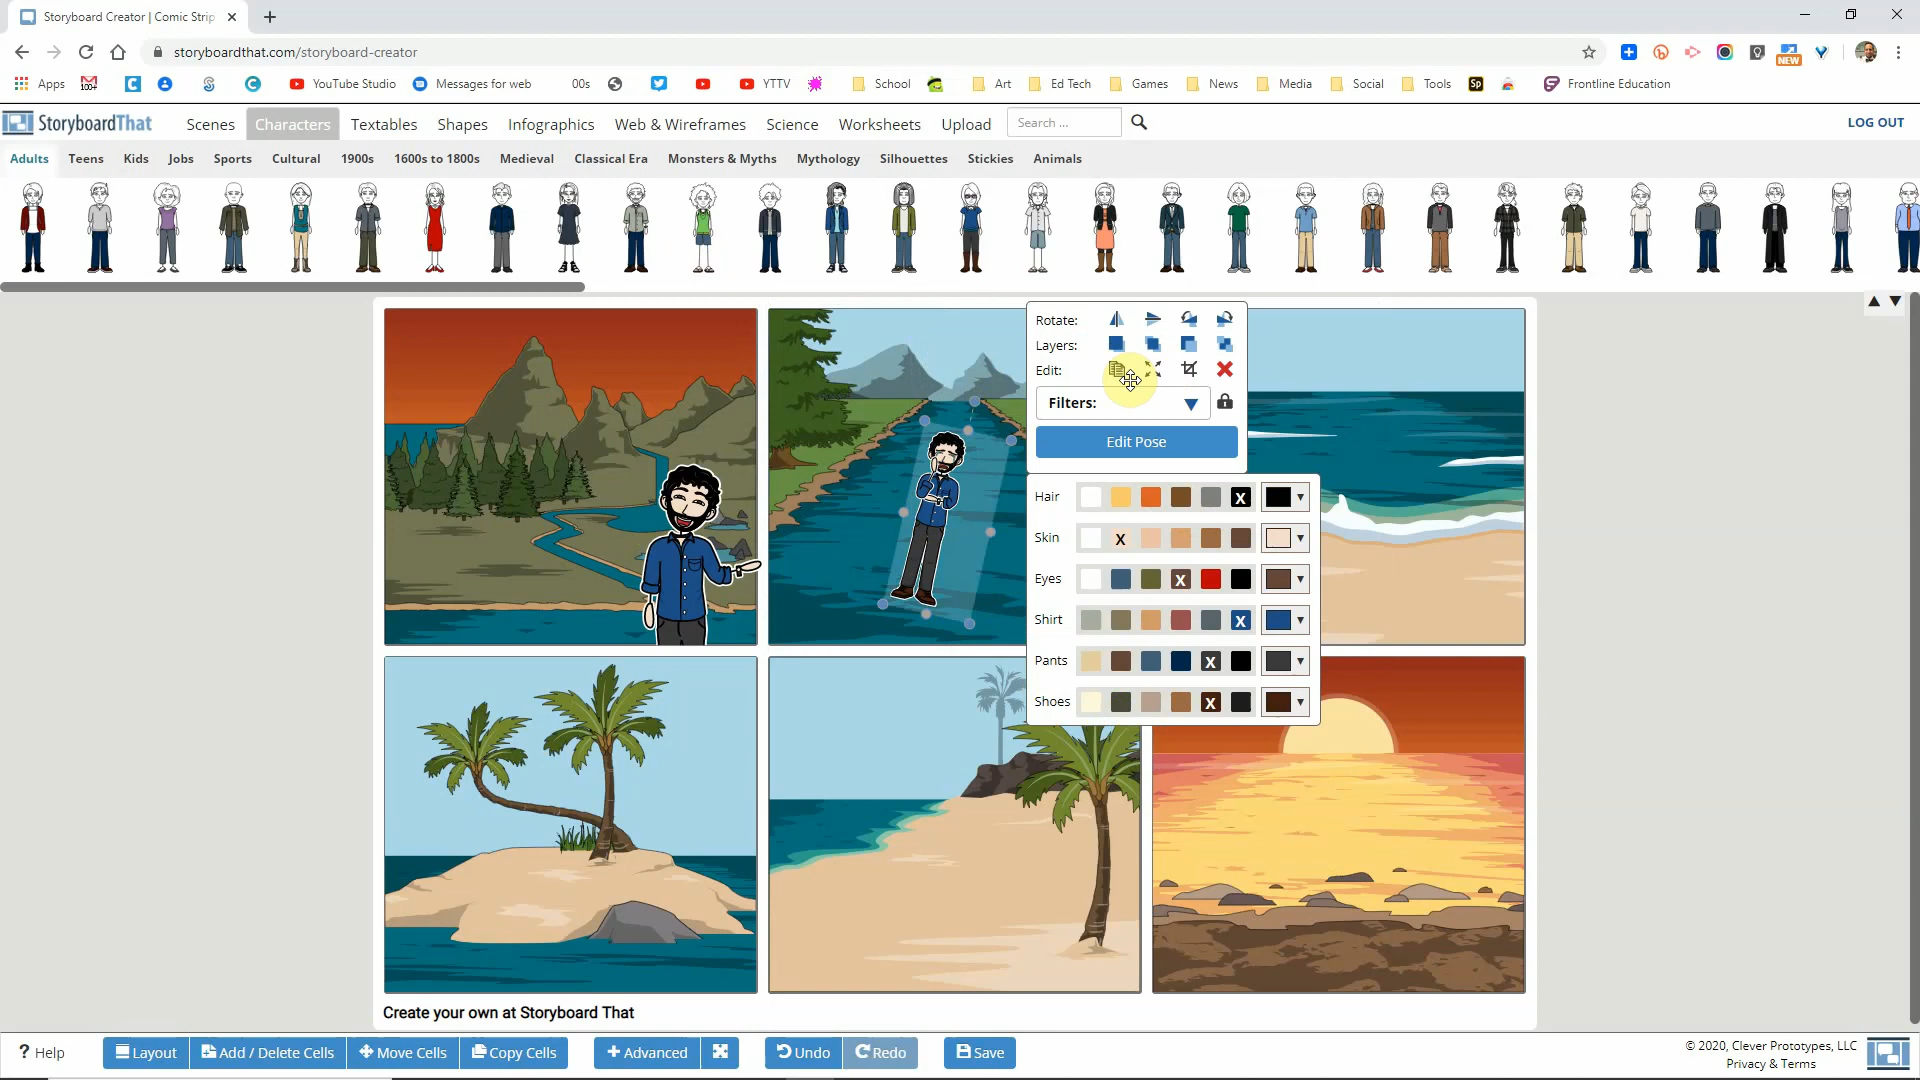 Storyboard Creator | Comic Strip
storyboardthat.com/storyboard-creator
NEW
Apps 100+ YouTube Studio Messages for web 00s YTTV School Art Ed Tech Games News Media Social Tools Sp Frontline Education
StoryboardThat Scenes Characters Textables Shapes Infographics Web & Wireframes Science Worksheets Upload Search ... LOG OUT
Adults Teens Kids Jobs Sports Cultural 1900s 1600s to 1800s Medieval Classical Era Monsters & Myths Mythology Silhouettes Stickies Animals
Rotate:
Layers:
Edit:
Filters:
Edit Pose
Hair X
Skin X
Eyes X
Shirt X
Pants X
Shoes X
Create your own at Storyboard That
? Help Layout Add / Delete Cells Move Cells Copy Cells + Advanced Undo Redo Save
© 2020, Clever Prototypes, LLC
Privacy & Terms